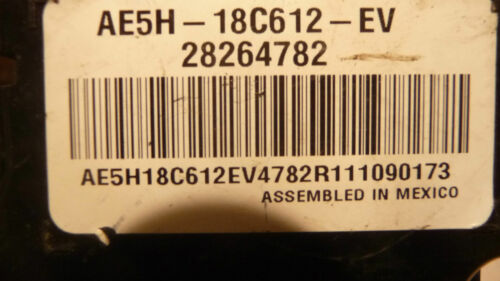 AE5H-18C612-EV
28264782
AE5H18C612EV4782R111090173
ASSEMBLED IN MEXICO